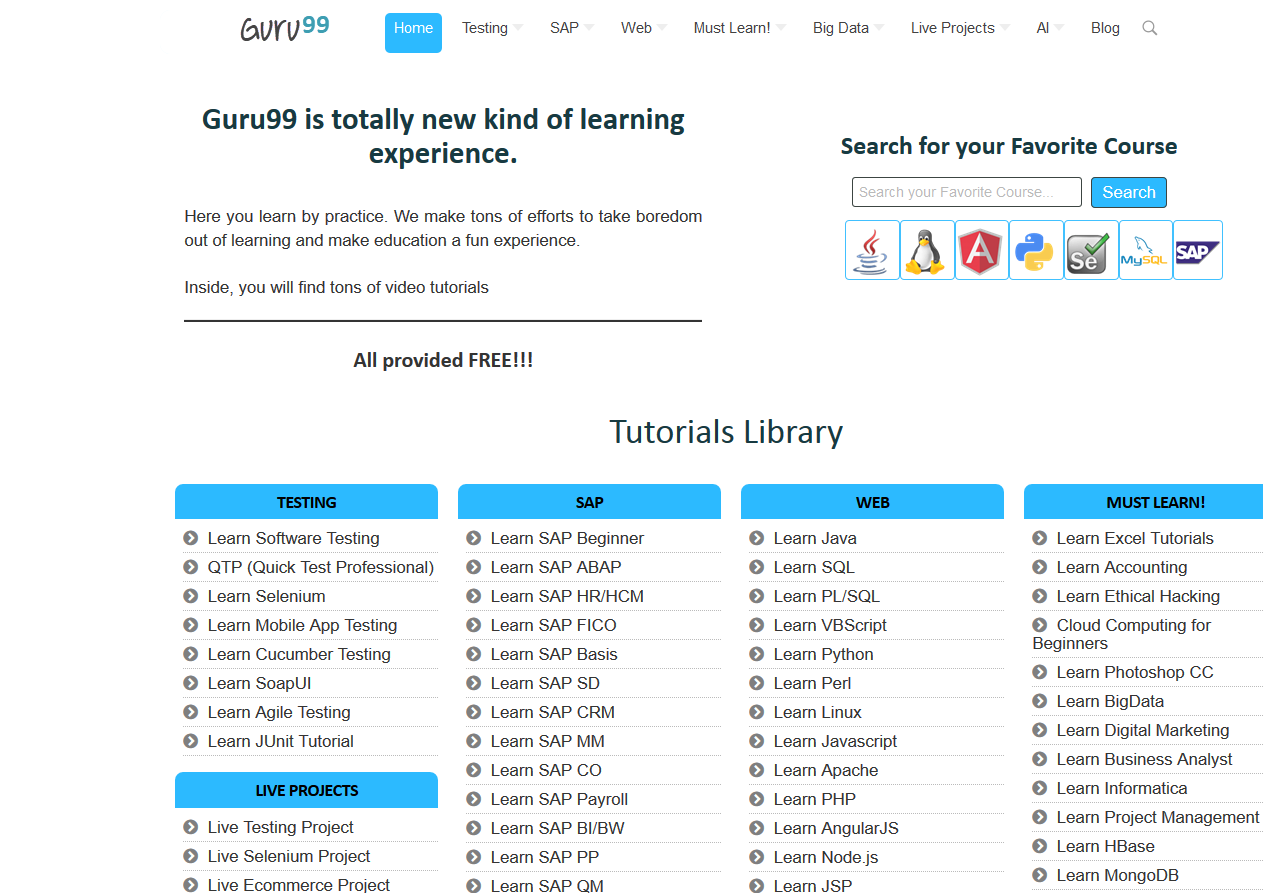 Guru99
Home Testing SAP Web Must Learn! Big Data Live Projects AI Blog
Guru99 is totally new kind of learning
experience.
Here you learn by practice. We make tons of efforts to take boredom
out of learning and make education a fun experience.
Inside, you will find tons of video tutorials
All provided FREE!!!
Search for your Favorite Course
Search your Favorite Course...
Search
Se
MySQL
SAP
Tutorials Library
TESTING
Learn Software Testing
QTP (Quick Test Professional)
Learn Selenium
Learn Mobile App Testing
Learn Cucumber Testing
Learn SoapUI
Learn Agile Testing
Learn JUnit Tutorial
LIVE PROJECTS
Live Testing Project
Live Selenium Project
Live Ecommerce Project
SAP
Learn SAP Beginner
Learn SAP ABAP
Learn SAP HR/HCM
Learn SAP FICO
Learn SAP Basis
Learn SAP SD
Learn SAP CRM
Learn SAP MM
Learn SAP CO
Learn SAP Payroll
Learn SAP BI/BW
Learn SAP PP
Learn SAP QM
WEB
Learn Java
Learn SQL
Learn PL/SQL
Learn VBScript
Learn Python
Learn Perl
Learn Linux
Learn Javascript
Learn Apache
Learn PHP
Learn AngularJS
Learn Node.js
Learn JSP
MUST LEARN!
Learn Excel Tutorials
Learn Accounting
Learn Ethical Hacking
Cloud Computing for
Beginners
Learn Photoshop CC
Learn BigData
Learn Digital Marketing
Learn Business Analyst
Learn Informatica
Learn Project Management
Learn HBase
Learn MongoDB